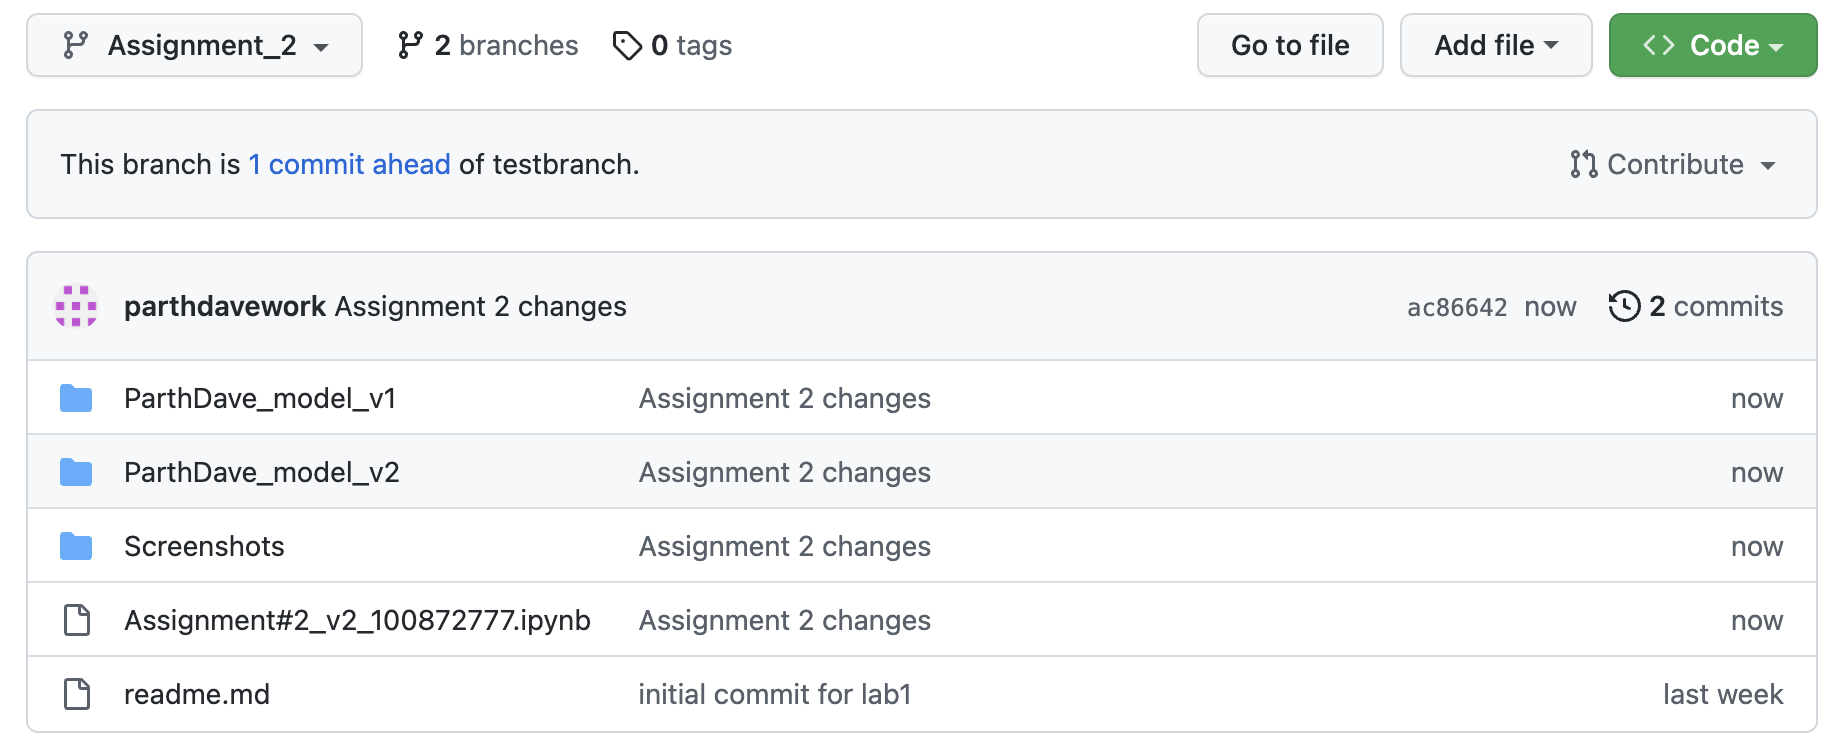 Assignment_2 2 branches 0 tags Go to file Add file Code
This branch is 1 commit ahead of testbranch. Contribute
parthdavework Assignment 2 changes ac86642 now 2 commits
ParthDave_model_v1 Assignment 2 changes now
ParthDave_model_v2 Assignment 2 changes now
Screenshots Assignment 2 changes now
Assignment#2_v2_100872777.ipynb Assignment 2 changes now
readme.md initial commit for lab1 last week